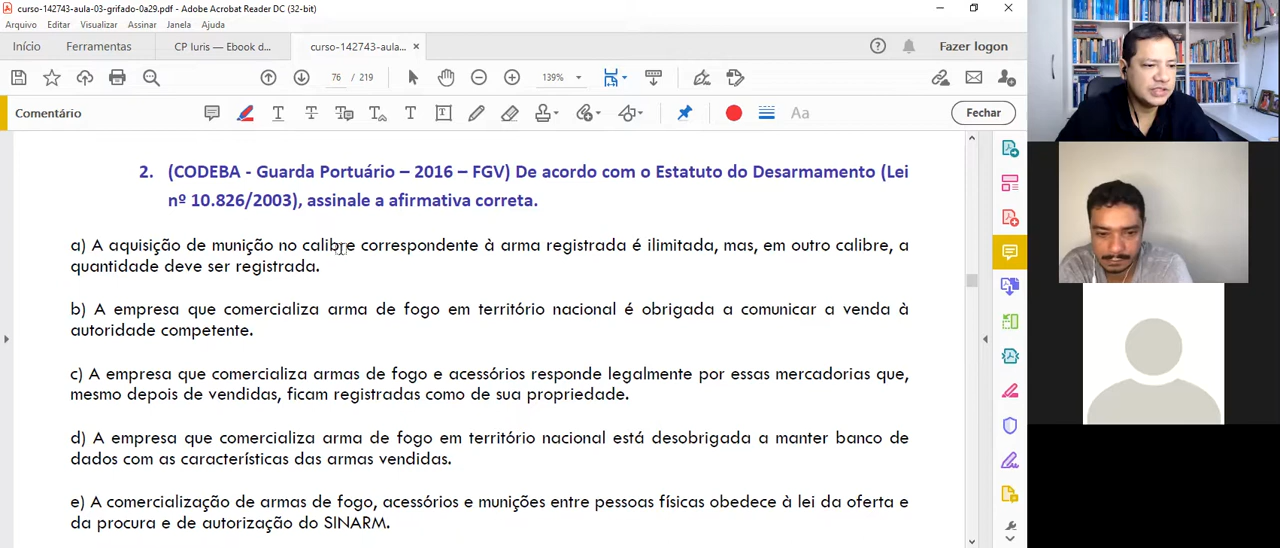 curso-142743-aula-03-grifado-0a29.pdf - Adobe Acrobat Reader DC (32-bit)
Arquivo Editar Visualizar Assinar Janela Ajuda
Início Ferramentas CP Iuris – Ebook d... curso-142743-aula... × Fazer logon
76 / 219 139%
Comentário Aa Fechar
2. (CODEBA - Guarda Portuário – 2016 – FGV) De acordo com o Estatuto do Desarmamento (Lei
nº 10.826/2003), assinale a afirmativa correta.
a) A aquisição de munição no calibre correspondente à arma registrada é ilimitada, mas, em outro calibre, a
quantidade deve ser registrada.
b) A empresa que comercializa arma de fogo em território nacional é obrigada a comunicar a venda à
autoridade competente.
c) A empresa que comercializa armas de fogo e acessórios responde legalmente por essas mercadorias que,
mesmo depois de vendidas, ficam registradas como de sua propriedade.
d) A empresa que comercializa arma de fogo em território nacional está desobrigada a manter banco de
dados com as características das armas vendidas.
e) A comercialização de armas de fogo, acessórios e munições entre pessoas físicas obedece à lei da oferta e
da procura e de autorização do SINARM.